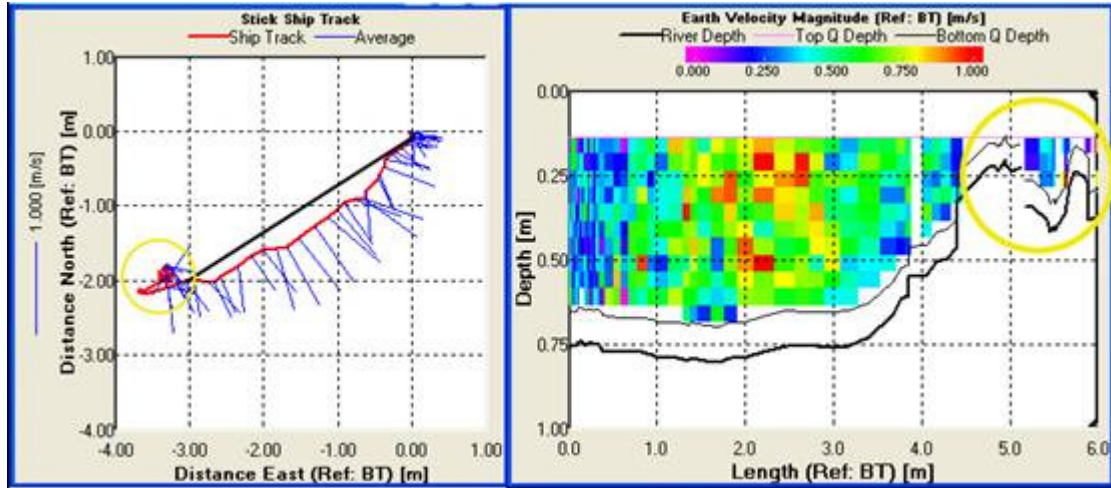 Stick Ship Track
Ship Track Average
1.00
0.00
-1.00
-2.00
-3.00
-4.00
-4.00 -3.00 -2.00 -1.00 0.00 1.00
Distance East (Ref: BT) [m]
Distance North (Ref: BT) [m]
1.000 [m/s]
Earth Velocity Magnitude (Ref: BT) [m/s]
River Depth Top Q Depth Bottom Q Depth
0.000 0.250 0.500 0.750 1.000
0.00
0.25
0.50
0.75
1.00
0.0 1.0 2.0 3.0 4.0 5.0 6.0
Length (Ref: BT) [m]
Depth [m]